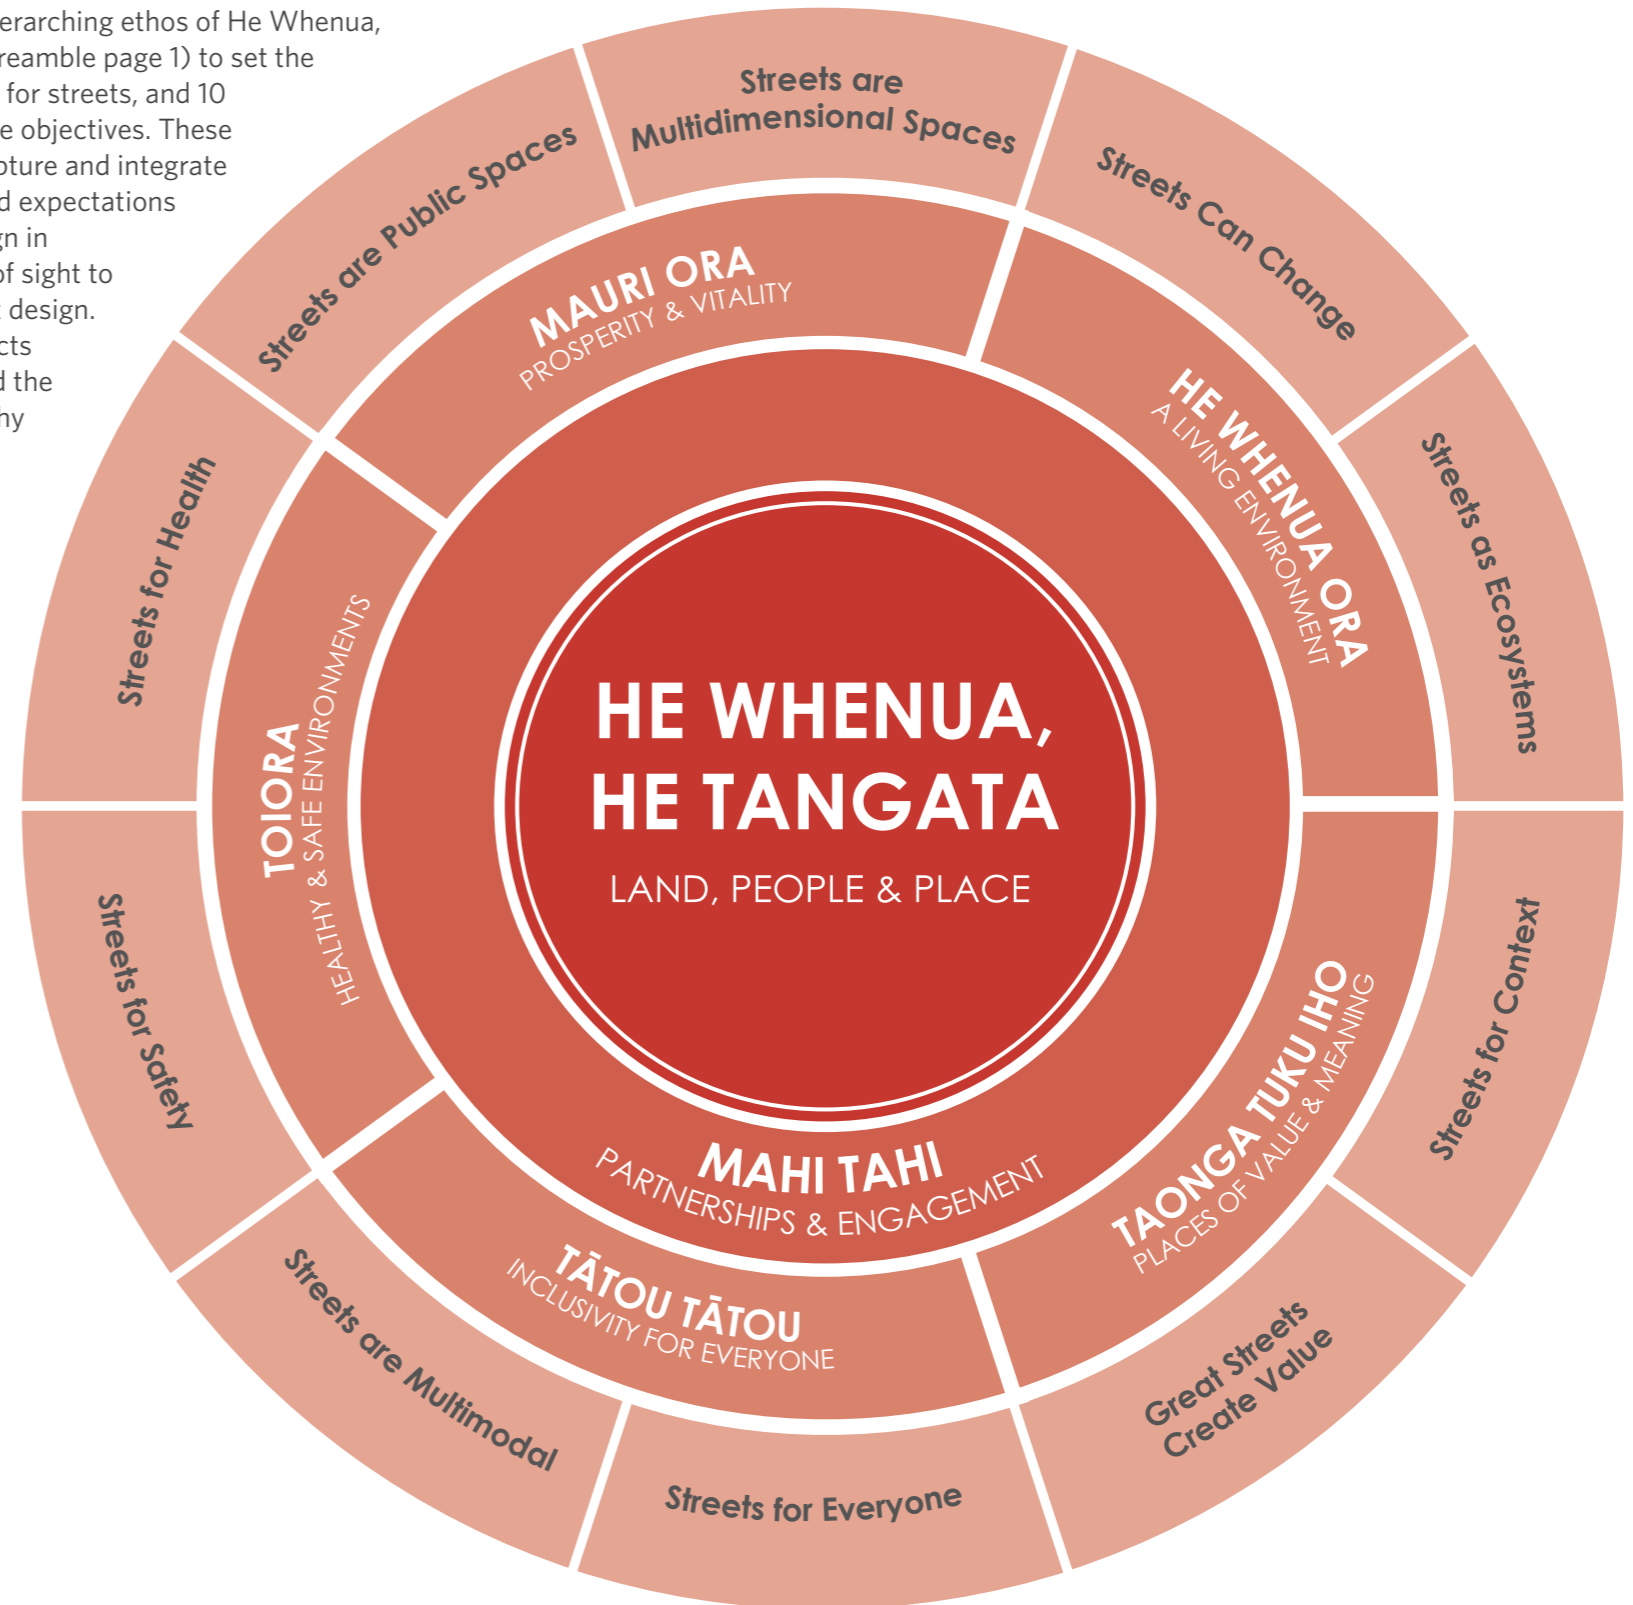 erarching ethos of He Whenua,
reamble page 1) to set the
for streets, and 10
e objectives. These
pture and integrate
d expectations
gn in
of sight to
design.
cts
d the
hy
Streets are
Multidimensional Spaces
Streets Can Change
Streets as Ecosystems
Streets for Context
Great Streets
Create Value
Streets for Everyone
Streets are Multimodal
Streets for Safety
Streets for Health
Streets are Public Spaces
MAURI ORA
PROSPERITY & VITALITY
HE WHENUA ORA
A LIVING ENVIRONMENT
TAONGA TUKU IHO
PLACES OF VALUE & MEANING
TĀTOU TĀTOU
INCLUSIVITY FOR EVERYONE
TOIORA
HEALTHY & SAFE ENVIRONMENTS
MAHI TAHI
PARTNERSHIPS & ENGAGEMENT
HE WHENUA,
HE TANGATA
LAND, PEOPLE & PLACE